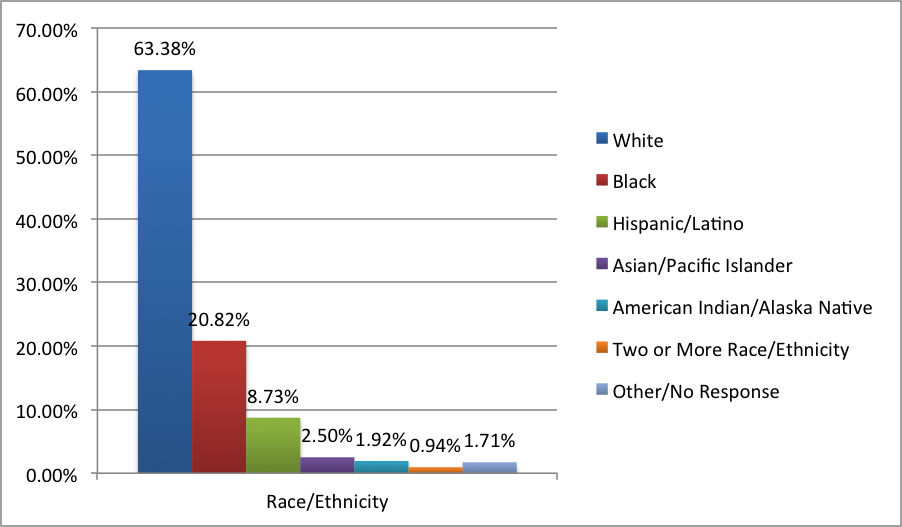 70.00%
63.38%
60.00%
50.00%
40.00%
30.00%
20.82%
20.00%
10.00%
8.73%
2.50%
1.92%
0.94%
1.71%
0.00%
Race/Ethnicity
White
Black
Hispanic/Latino
Asian/Pacific Islander
American Indian/Alaska Native
Two or More Race/Ethnicity
Other/No Response